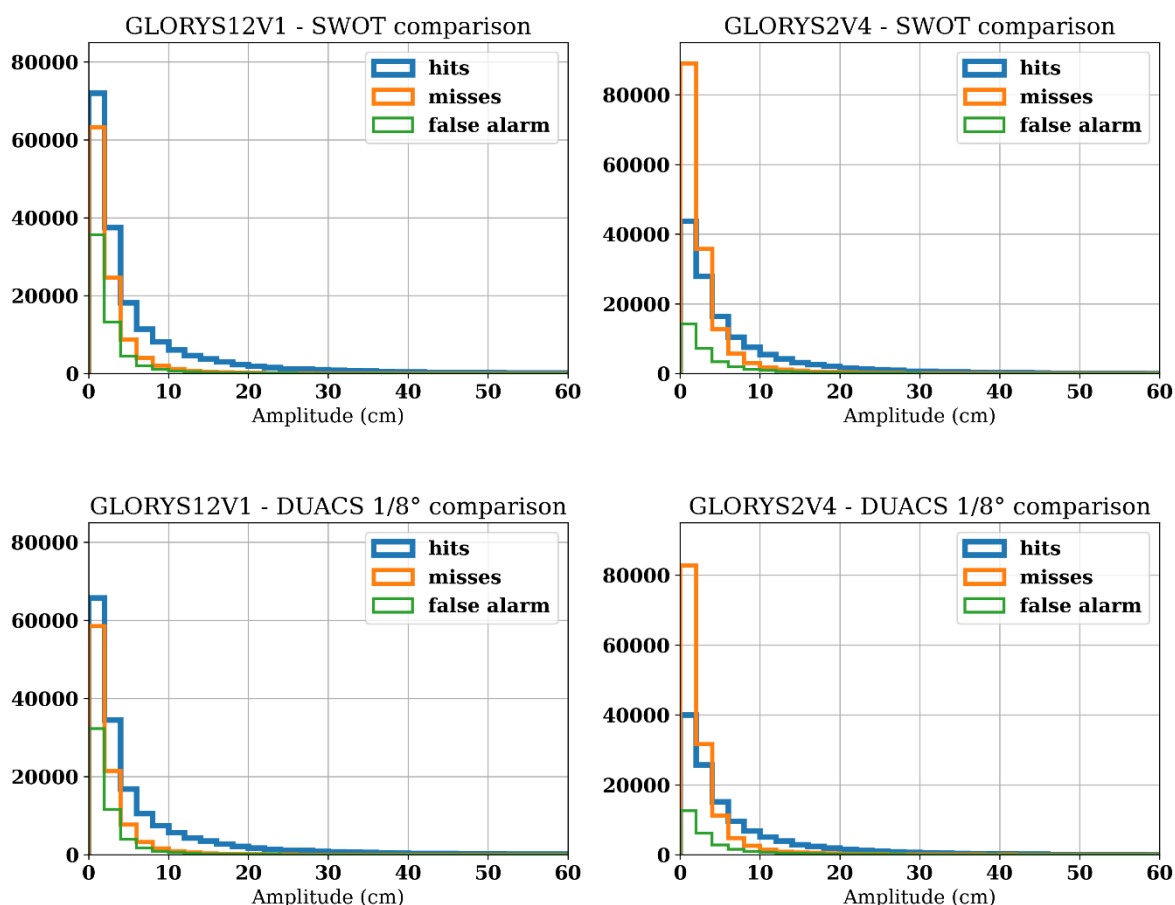 GLORYS12V1 - SWOT comparison
80000
60000
40000
20000
0
hits
misses
false alarm
0 10 20 30 40 50 60
Amplitude (cm)
GLORYS2V4 - SWOT comparison
80000
60000
40000
20000
0
hits
misses
false alarm
0 10 20 30 40 50 60
Amplitude (cm)
GLORYS12V1 - DUACS 1/8° comparison
80000
60000
40000
20000
0
hits
misses
false alarm
0 10 20 30 40 50 60
Amplitude (cm)
GLORYS2V4 - DUACS 1/8° comparison
80000
60000
40000
20000
0
hits
misses
false alarm
0 10 20 30 40 50 60
Amplitude (cm)